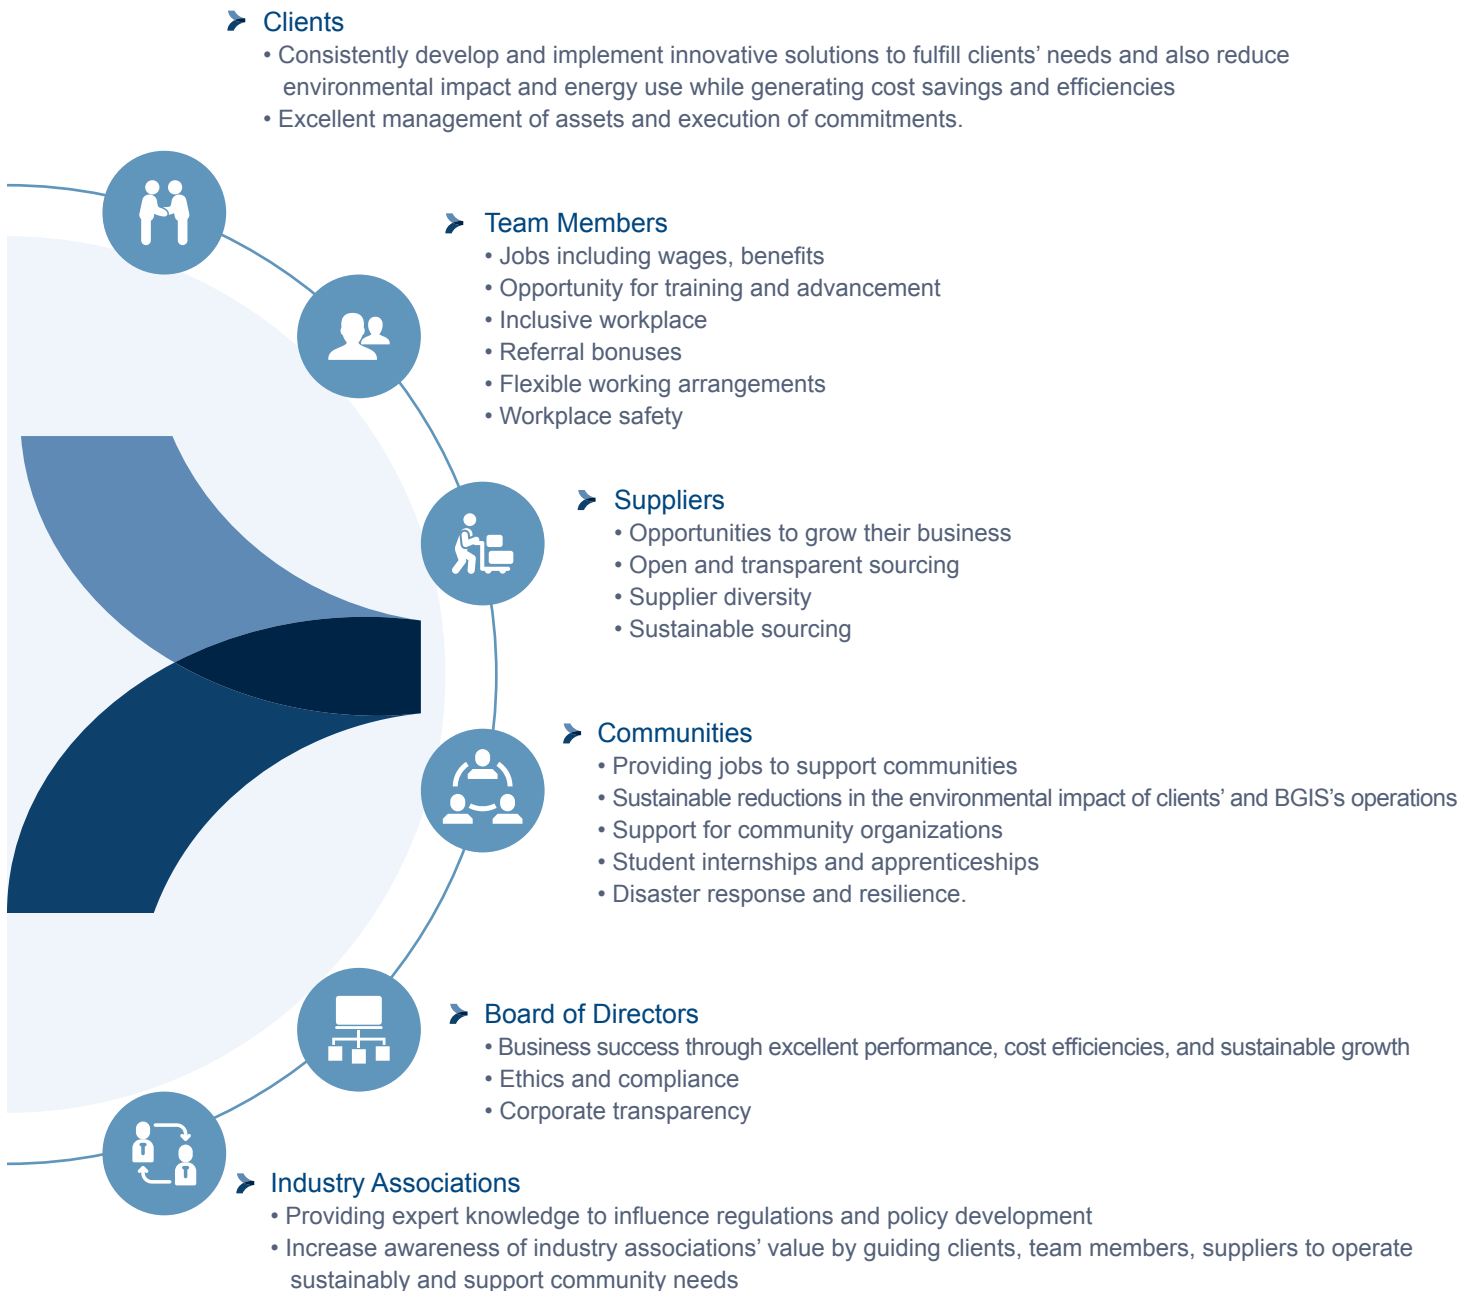 Clients
• Consistently develop and implement innovative solutions to fulfill clients’ needs and also reduce
environmental impact and energy use while generating cost savings and efficiencies
• Excellent management of assets and execution of commitments.
Team Members
• Jobs including wages, benefits
• Opportunity for training and advancement
• Inclusive workplace
• Referral bonuses
• Flexible working arrangements
• Workplace safety
Suppliers
• Opportunities to grow their business
• Open and transparent sourcing
• Supplier diversity
• Sustainable sourcing
Communities
• Providing jobs to support communities
• Sustainable reductions in the environmental impact of clients’ and BGIS’s operations
• Support for community organizations
• Student internships and apprenticeships
• Disaster response and resilience.
Board of Directors
• Business success through excellent performance, cost efficiencies, and sustainable growth
• Ethics and compliance
• Corporate transparency
Industry Associations
• Providing expert knowledge to influence regulations and policy development
• Increase awareness of industry associations’ value by guiding clients, team members, suppliers to operate
sustainably and support community needs